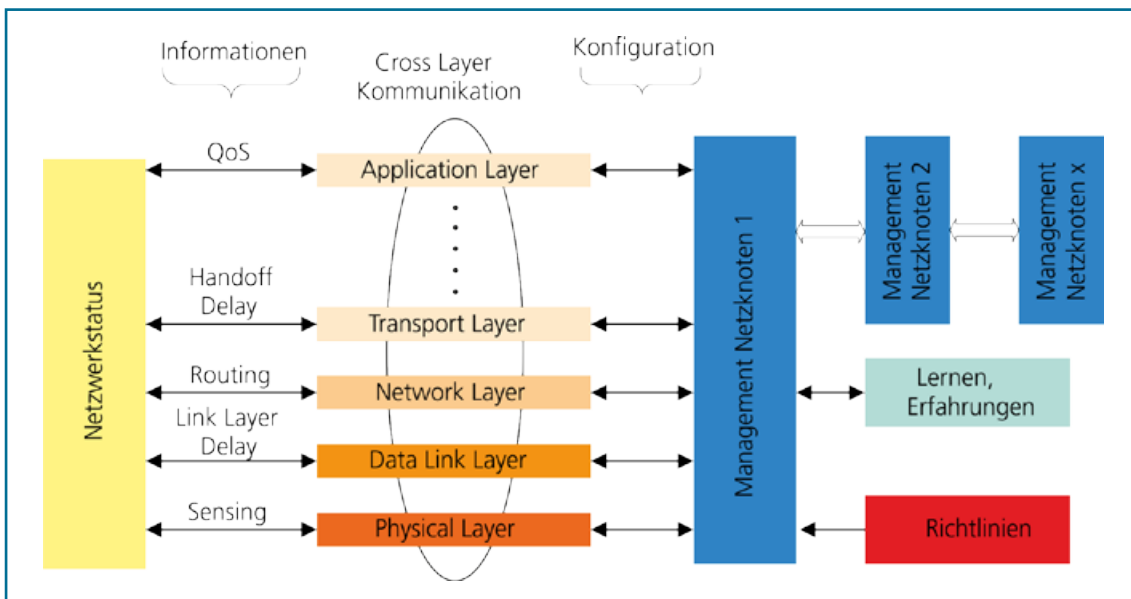 Informationen
Cross Layer
Kommunikation
Konfiguration
QoS
Application Layer
Handoff
Delay
Transport Layer
Routing
Network Layer
Link Layer
Delay
Data Link Layer
Sensing
Physical Layer
Netzwerkstatus
Management Netzknoten 1
Management
Netzknoten 2
Management
Netzknoten x
Lernen,
Erfahrungen
Richtlinien